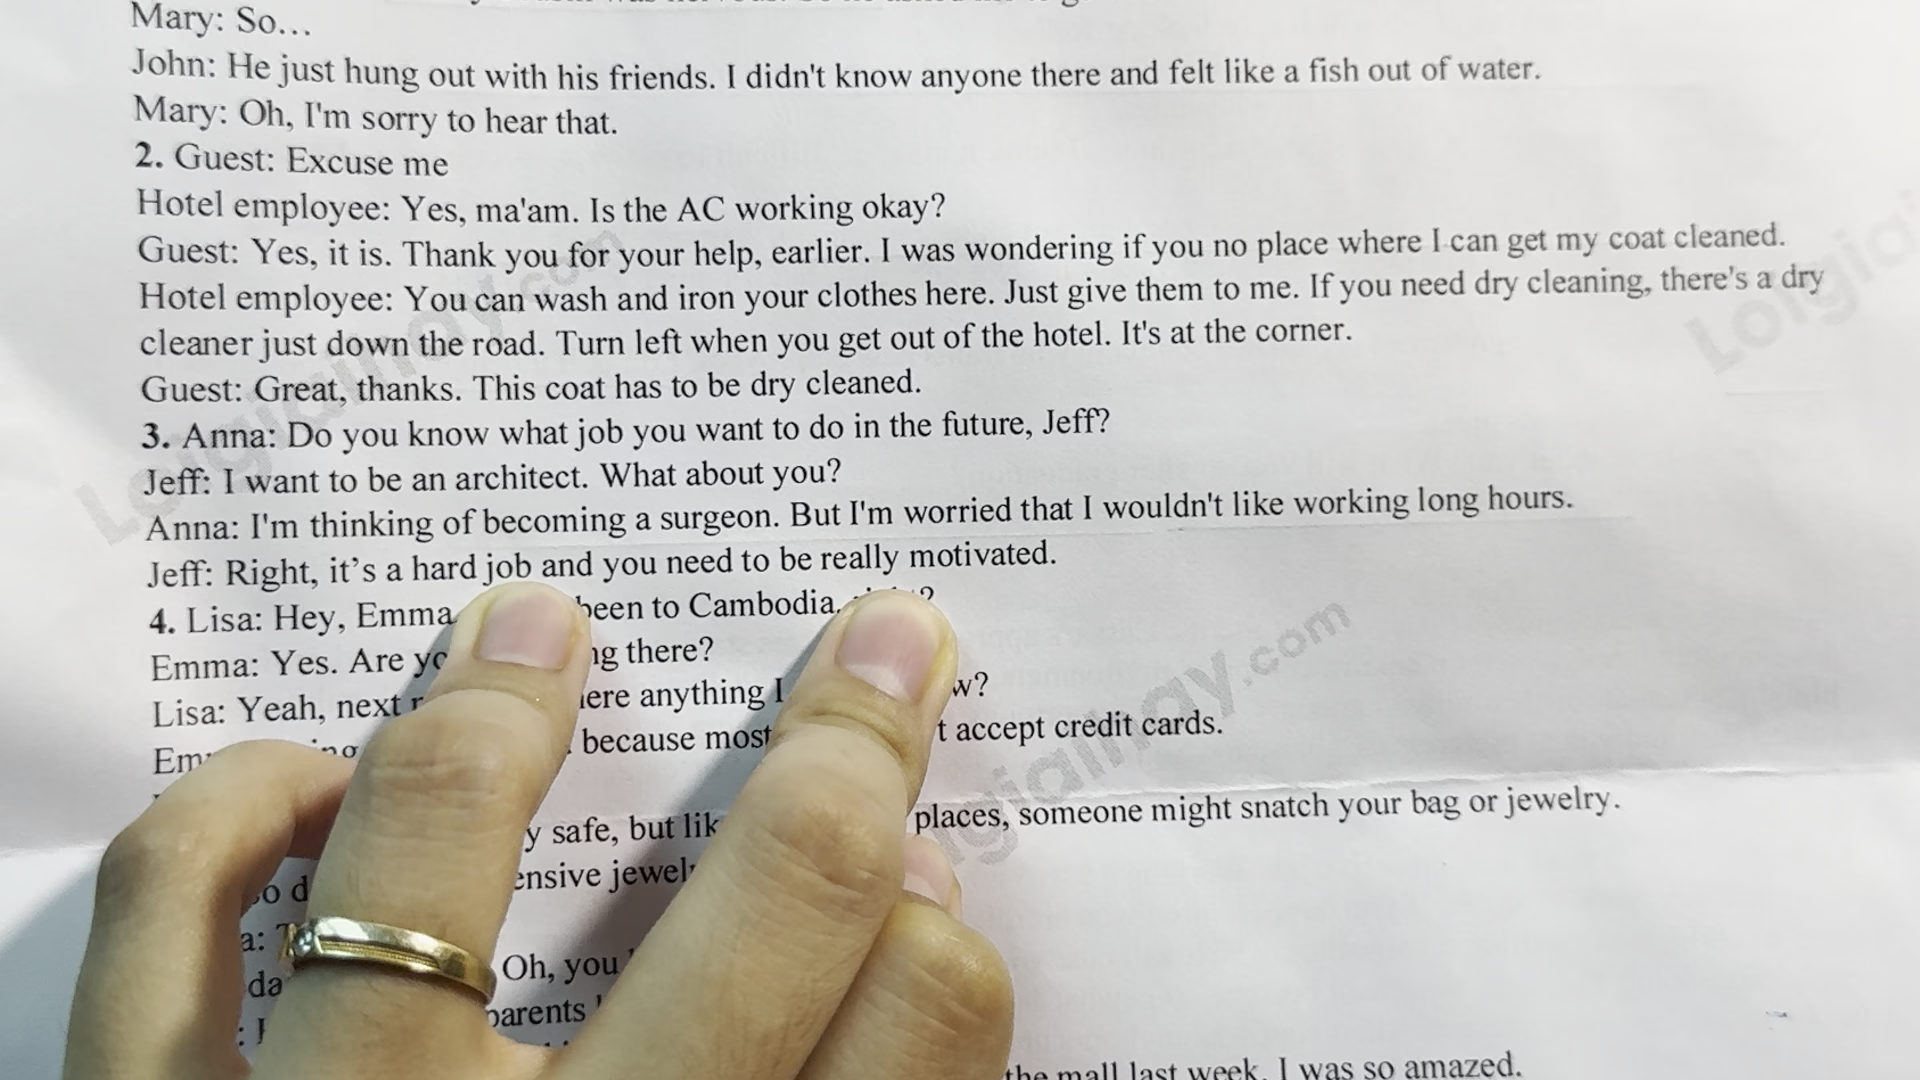 Mary: So...
John: He just hung out with his friends. I didn't know anyone there and felt like a fish out of water.
Mary: Oh, I'm sorry to hear that.
2. Guest: Excuse me
Hotel employee: Yes, ma'am. Is the AC working okay?
Guest: Yes, it is. Thank you for your help, earlier. I was wondering if you no place where I can get my coat cleaned.
Hotel employee: You can wash and iron your clothes here. Just give them to me. If you need dry cleaning, there's a dry
cleaner just down the road. Turn left when you get out of the hotel. It's at the corner.
Guest: Great, thanks. This coat has to be dry cleaned.
3. Anna: Do you know what job you want to do in the future, Jeff?
Jeff: I want to be an architect. What about you?
Anna: I'm thinking of becoming a surgeon. But I'm worried that I wouldn't like working long hours.
Jeff: Right, it’s a hard job and you need to be really motivated.
4. Lisa: Hey, Emma been to Cambodia,
Emma: Yes. Are there?
Lisa: Yeah, next anything I
because most accept credit cards.
safe, but places, someone might snatch your bag or jewelry.
Oh, you
parents
the mall last week. I was so amazed.
Loigiaihay.com